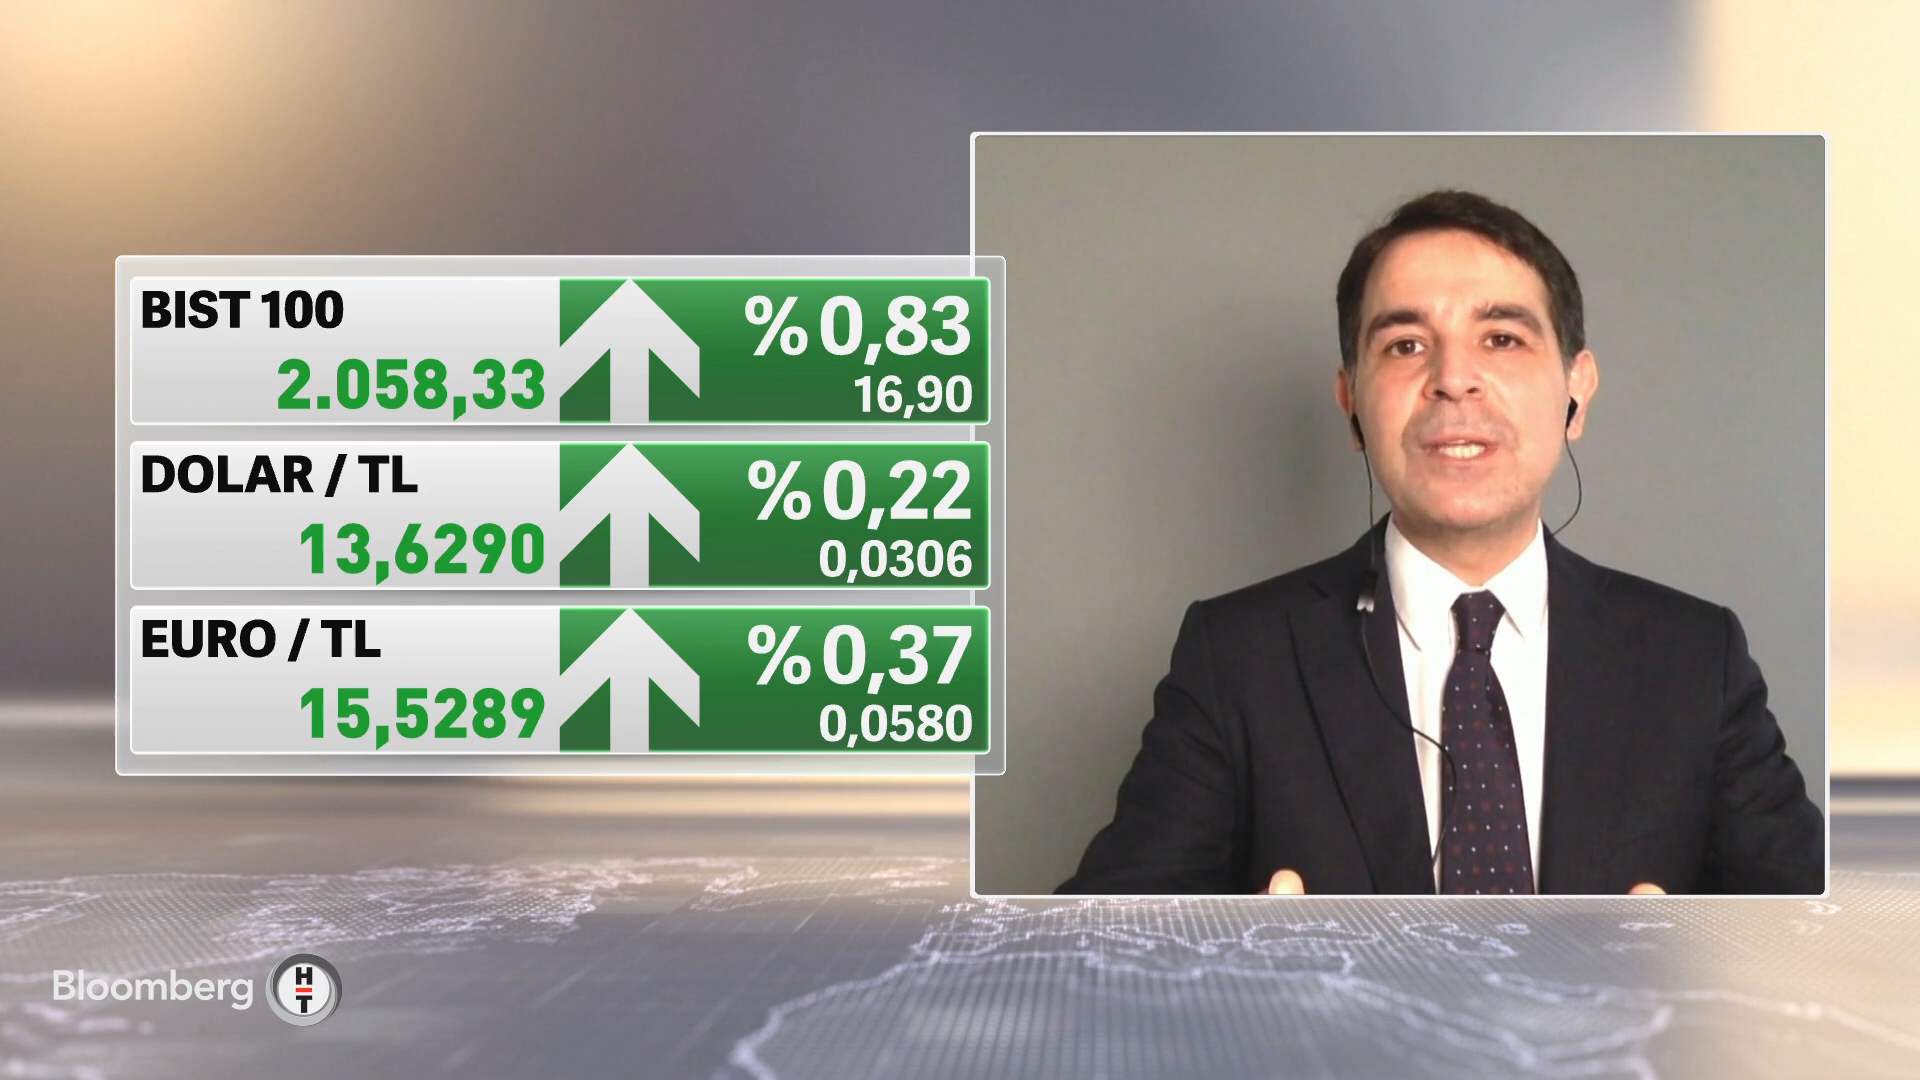 BIST 100
2.058,33
%0,83
16,90
DOLAR / TL
13,6290
%0,22
0,0306
EURO / TL
15,5289
%0,37
0,0580
Bloomberg HT